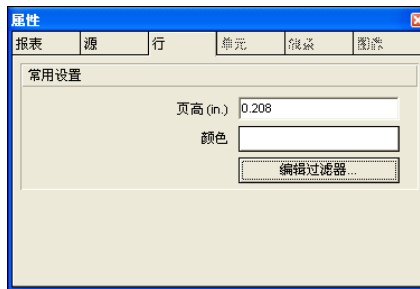 属性
报表 源 行 单元 线条 图像
常用设置
页高 (in.) 0.208
颜色
编辑过滤器...